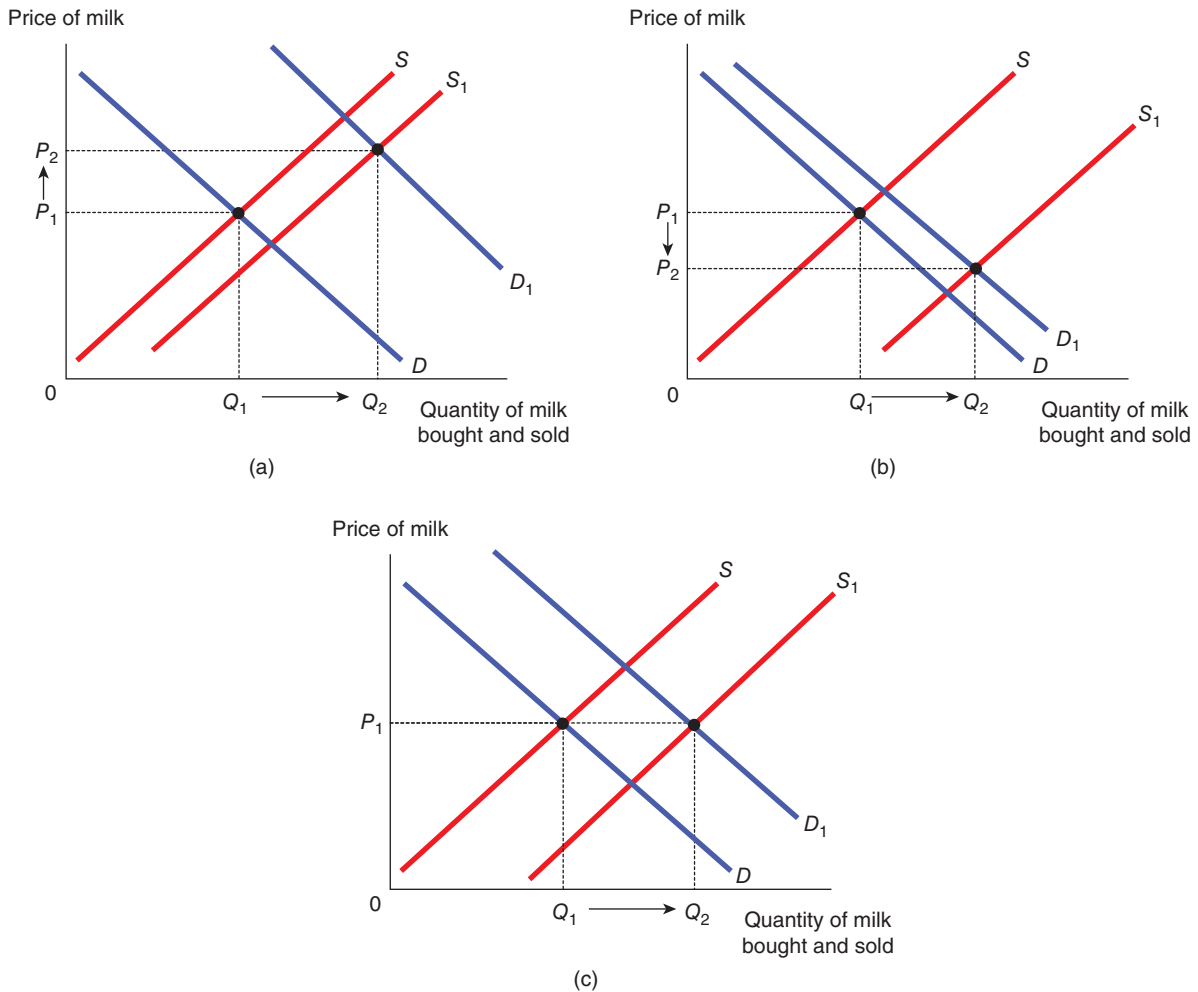 Price of milk
S
S1
P2
P1
D1
D
0
Q1
Q2
Quantity of milk
bought and sold
(a)
Price of milk
S
S1
P1
P2
D1
D
0
Q1
Q2
Quantity of milk
bought and sold
(b)
Price of milk
S
S1
P1
D1
D
0
Q1
Q2
Quantity of milk
bought and sold
(c)